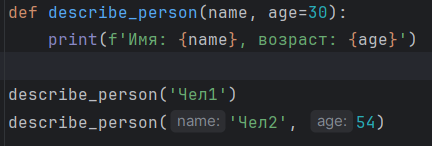 def describe_person(name, age=30):
    print(f'Имя: {name}, возраст: {age}')
describe_person('Чел1')
describe_person(name: 'Чел2', age: 54)